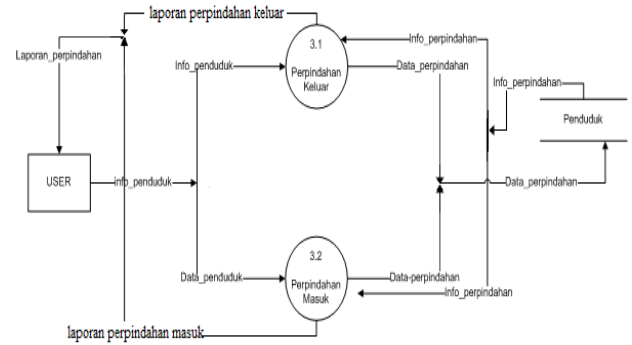 laporan perpindahan keluar
Laporan_perpindahan
Info_penduduk
3.1
Perpindahan
Keluar
Info_perpindahan
Data_perpindahan
Info_perpindahan
Penduduk
USER
info_penduduk
Data_perpindahan
Data_penduduk
3.2
Perpindahan
Masuk
Data-perpindahan
Info_perpindahan
laporan perpindahan masuk